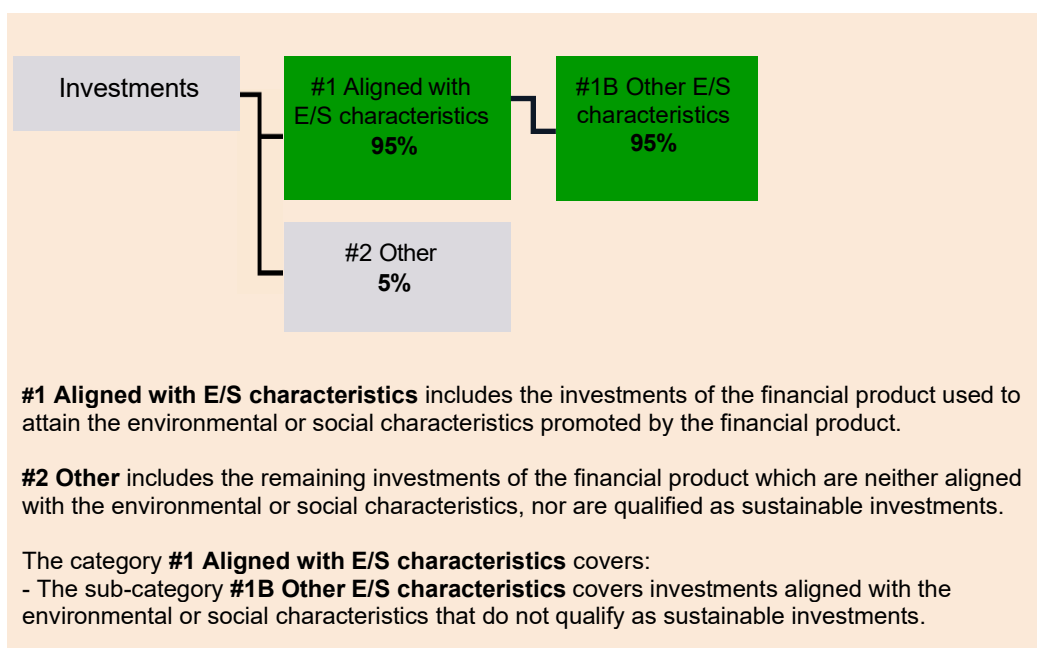 Investments
#1 Aligned with
E/S characteristics
95%
#1B Other E/S
characteristics
95%
#2 Other
5%
#1 Aligned with E/S characteristics includes the investments of the financial product used to
attain the environmental or social characteristics promoted by the financial product.
#2 Other includes the remaining investments of the financial product which are neither aligned
with the environmental or social characteristics, nor are qualified as sustainable investments.
The category #1 Aligned with E/S characteristics covers:
- The sub-category #1B Other E/S characteristics covers investments aligned with the
environmental or social characteristics that do not qualify as sustainable investments.